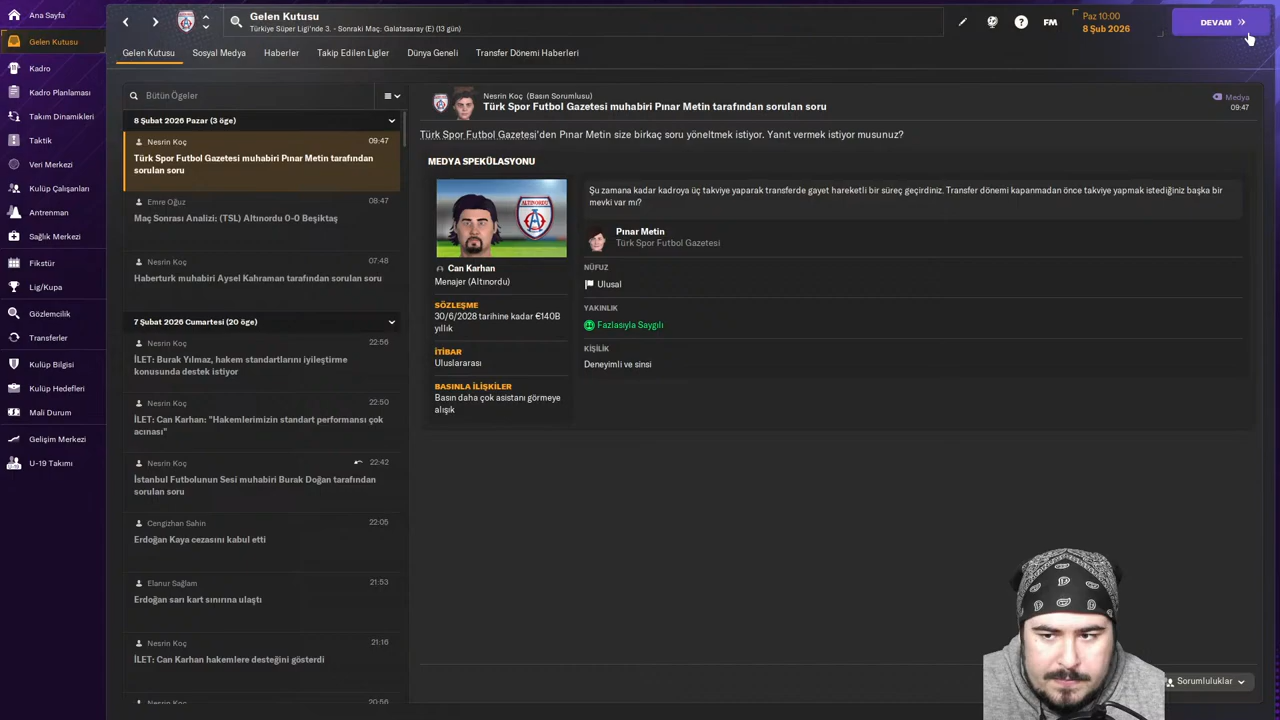 Ana Sayfa
Gelen Kutusu
Kadro
Kadro Planlaması
Takım Dinamikleri
Taktik
Veri Merkezi
Kulüp Çalışanları
Antrenman
Sağlık Merkezi
Fikstür
Lig/Kupa
Gözlemcilik
Transferler
Kulüp Bilgisi
Kulüp Hedefleri
Mali Durum
Gelişim Merkezi
U-19 Takımı
Gelen Kutusu
Türkiye Süper Ligi'nde 3. - Sonraki Maç: Galatasaray (E) (13 gün)
FM
Paz 10:00
8 Şub 2026
DEVAM
Gelen Kutusu Sosyal Medya Haberler Takip Edilen Ligler Dünya Geneli Transfer Dönemi Haberleri
Bütün Ögeler
8 Şubat 2026 Pazar (3 öge)
Nesrin Koç 09:47
Türk Spor Futbol Gazetesi muhabiri Pınar Metin tarafından
sorulan soru
Emre Oğuz 08:47
Maç Sonrası Analizi: (TSL) Altınordu 0-0 Beşiktaş
Nesrin Koç 07:48
Haberturk muhabiri Aysel Kahraman tarafından sorulan soru
7 Şubat 2026 Cumartesi (20 öge)
Nesrin Koç 22:56
İLET: Burak Yılmaz, hakem standartlarını iyileştirme
konusunda destek istiyor
Nesrin Koç 22:50
İLET: Can Karhan: "Hakemlerimizin standart performansı çok
acınası"
Nesrin Koç 22:42
İstanbul Futbolunun Sesi muhabiri Burak Doğan tarafından
sorulan soru
Cengizhan Sahin 22:05
Erdoğan Kaya cezasını kabul etti
Elanur Sağlam 21:53
Erdoğan sarı kart sınırına ulaştı
Nesrin Koç 21:16
İLET: Can Karhan hakemlere desteğini gösterdi
Nesrin Koç 20:56
Nesrin Koç (Basın Sorumlusu)
Türk Spor Futbol Gazetesi muhabiri Pınar Metin tarafından sorulan soru
Medya
09:47
Türk Spor Futbol Gazetesi'den Pınar Metin size birkaç soru yöneltmek istiyor. Yanıt vermek istiyor musunuz?
MEDYA SPEKÜLASYONU
ALTINORDU
Can Karhan
Menajer (Altınordu)
SÖZLEŞME
30/6/2028 tarihine kadar €140B
yıllık
İTİBAR
Uluslararası
BASINLA İLİŞKİLER
Basın daha çok asistanı görmeye
alışık
Şu zamana kadar kadroya üç takviye yaparak transferde gayet hareketli bir süreç geçirdiniz. Transfer dönemi kapanmadan önce takviye yapmak istediğiniz başka bir
mevki var mı?
Pınar Metin
Türk Spor Futbol Gazetesi
NÜFUZ
Ulusal
YAKINLIK
Fazlasıyla Saygılı
KİŞİLİK
Deneyimli ve sinsi
Sorumluluklar